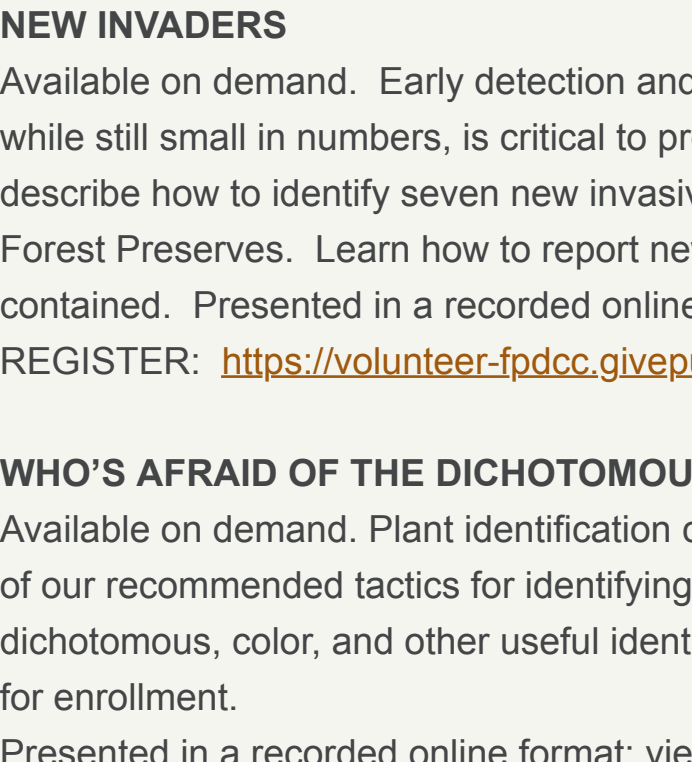 NEW INVADERS
Available on demand.  Early detection and
while still small in numbers, is critical to pr
describe how to identify seven new invasiv
Forest Preserves.  Learn how to report ne
contained.  Presented in a recorded online
REGISTER:  https://volunteer-fpdcc.givepu
WHO’S AFRAID OF THE DICHOTOMOU
Available on demand. Plant identification c
of our recommended tactics for identifying
dichotomous, color, and other useful ident
for enrollment.
Presented in a recorded online format; vie